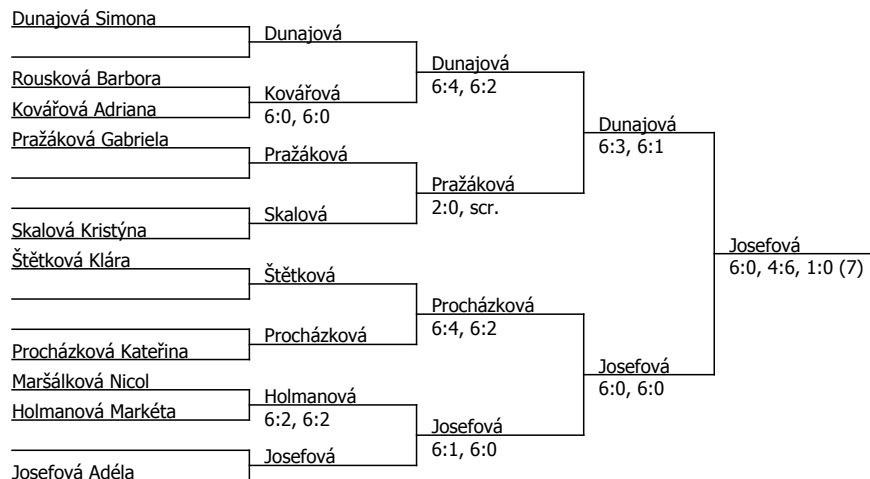 Dunajová Simona
Rousková Barbora
Kovářová Adriana
Pražáková Gabriela
Skalová Kristýna
Štětková Klára
Procházková Kateřina
Maršálková Nicol
Holmanová Markéta
Josefová Adéla
Dunajová
Kovářová
6:0, 6:0
Pražáková
Skalová
Štětková
Procházková
Holmanová
6:2, 6:2
Josefová
Dunajová
6:4, 6:2
Pražáková
2:0, scr.
Procházková
6:4, 6:2
Josefová
6:1, 6:0
Dunajová
6:3, 6:1
Josefová
6:0, 6:0
Josefová
6:0, 4:6, 1:0 (7)